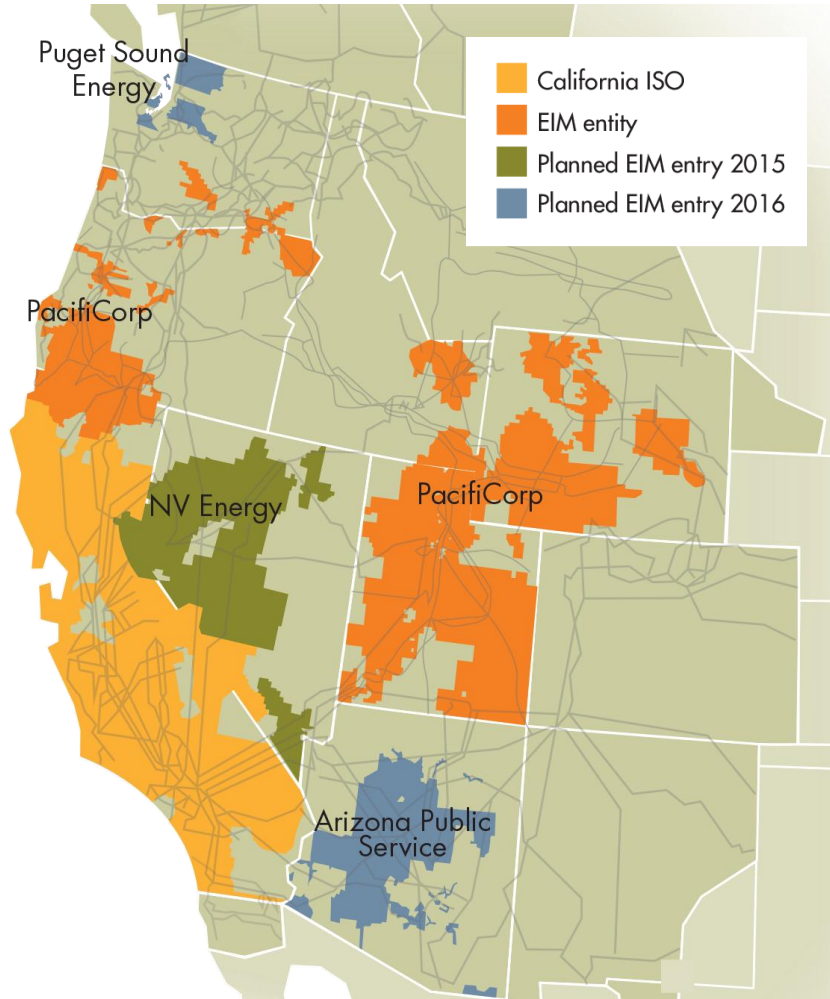 Puget Sound
Energy
California ISO
EIM entity
Planned EIM entry 2015
Planned EIM entry 2016
PacifiCorp
PacifiCorp
NV Energy
Arizona Public
Service